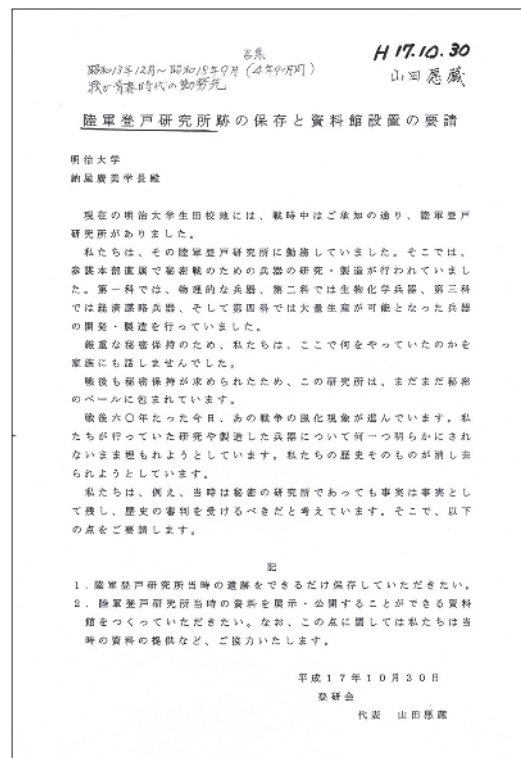 H17.10.30
山田愿蔵
昭和13年12月～昭和18年9月(4年9ヶ月間)
我が青春時代の勤務先
陸軍登戸研究所跡の保存と資料館設置の要請
明治大学
納屋廣美学長殿
現在の明治大学生田校地には、戦時中はご承知の通り、陸軍登戸
研究所がありました。
私たちは、その陸軍登戸研究所に勤務していました。そこでは、
参謀本部直属で秘密戦のための兵器の研究・製造が行われていまし
た。第一科では、物理的な兵器、第二科では生物化学兵器、第三科
では経済謀略兵器、そして第四科では大量生産が可能となった兵器
の開発・製造を行っていました。
厳重な秘密保持のため、私たちは、ここで何をやっていたのかを
家族にも話しませんでした。
戦後も秘密保持が求められたため、この研究所は、まだまだ秘密
のベールに包まれています。
戦後六〇年たった今日、あの戦争の風化現象が進んでいます。私
たちが行っていた研究や製造した兵器について何一つ明らかにされ
ないまま埋もれようとしています。私たちの歴史そのものが消し去
られようとしています。
私たちは、例え、当時は秘密の研究所であっても事実は事実とし
て残し、歴史の審判を受けるべきだと考えています。そこで、以下
の点をご要請します。
記
1．陸軍登戸研究所当時の遺跡をできるだけ保存していただきたい。
2．陸軍登戸研究所当時の資料を展示・公開することができる資料
館をつくっていただきたい。なお、この点に関しては私たちは当
時の資料の提供など、ご協力いたします。
平成17年10月30日
登研会
代表　山田愿蔵